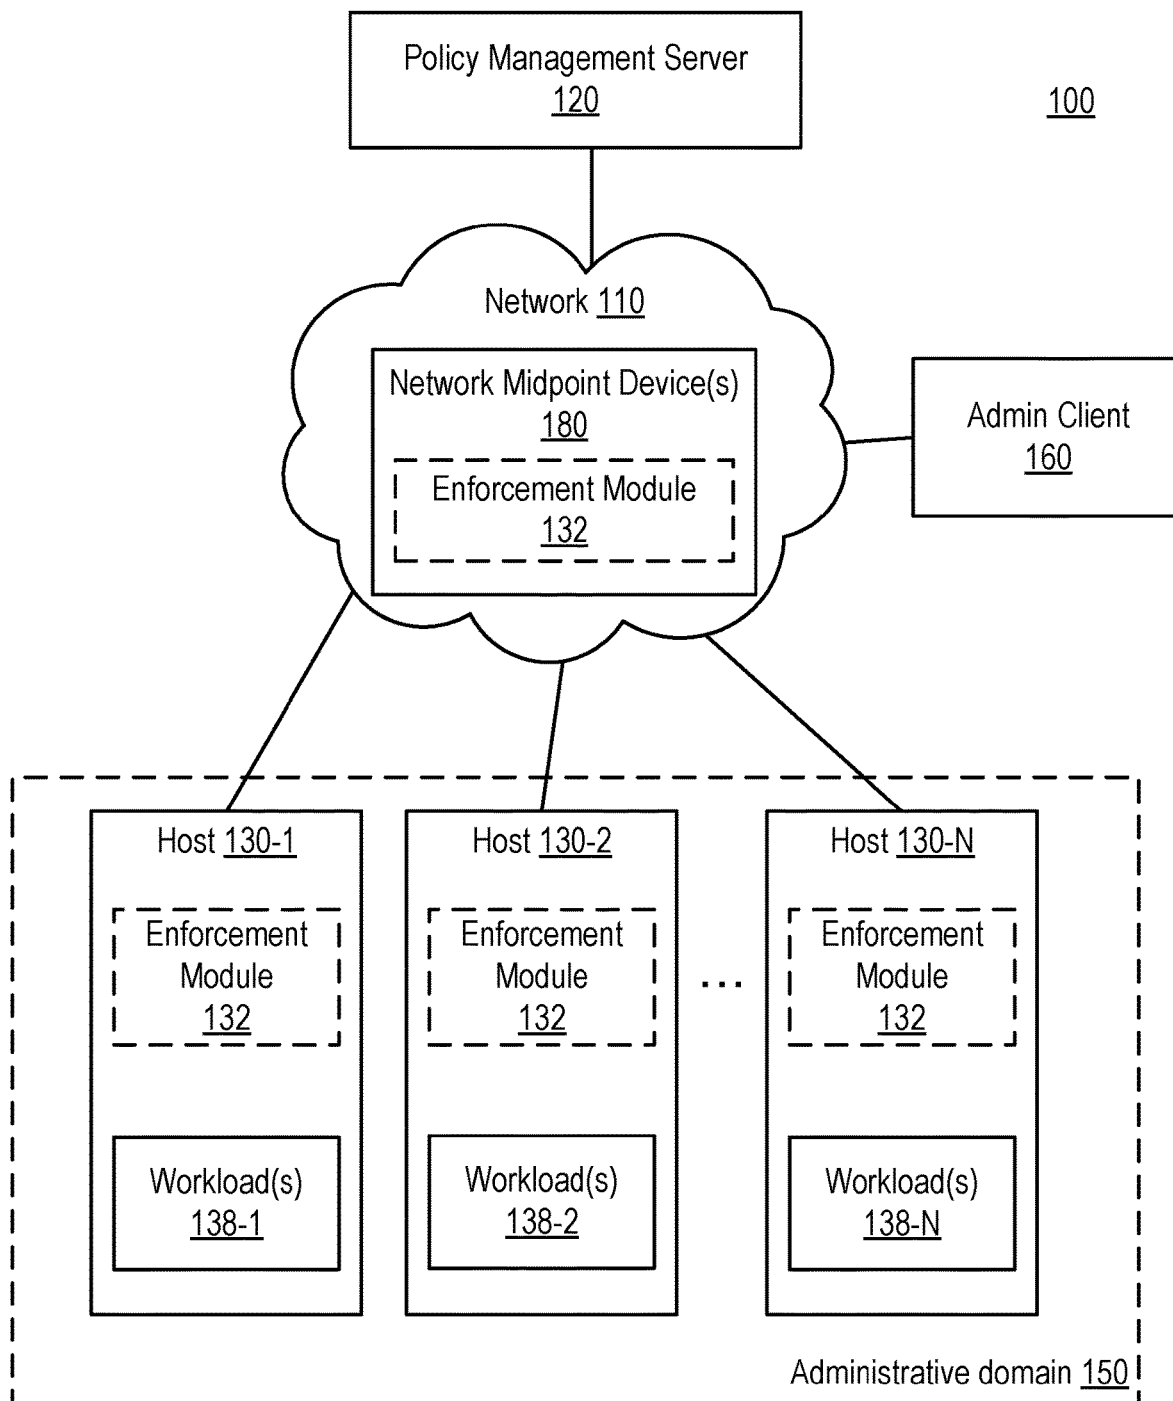 Policy Management Server
120
100
Network 110
Network Midpoint Device(s)
180
Enforcement Module
132
Admin Client
160
Host 130-1
Enforcement
Module
132
Workload(s)
138-1
Host 130-2
Enforcement
Module
132
Workload(s)
138-2
...
Host 130-N
Enforcement
Module
132
Workload(s)
138-N
Administrative domain 150